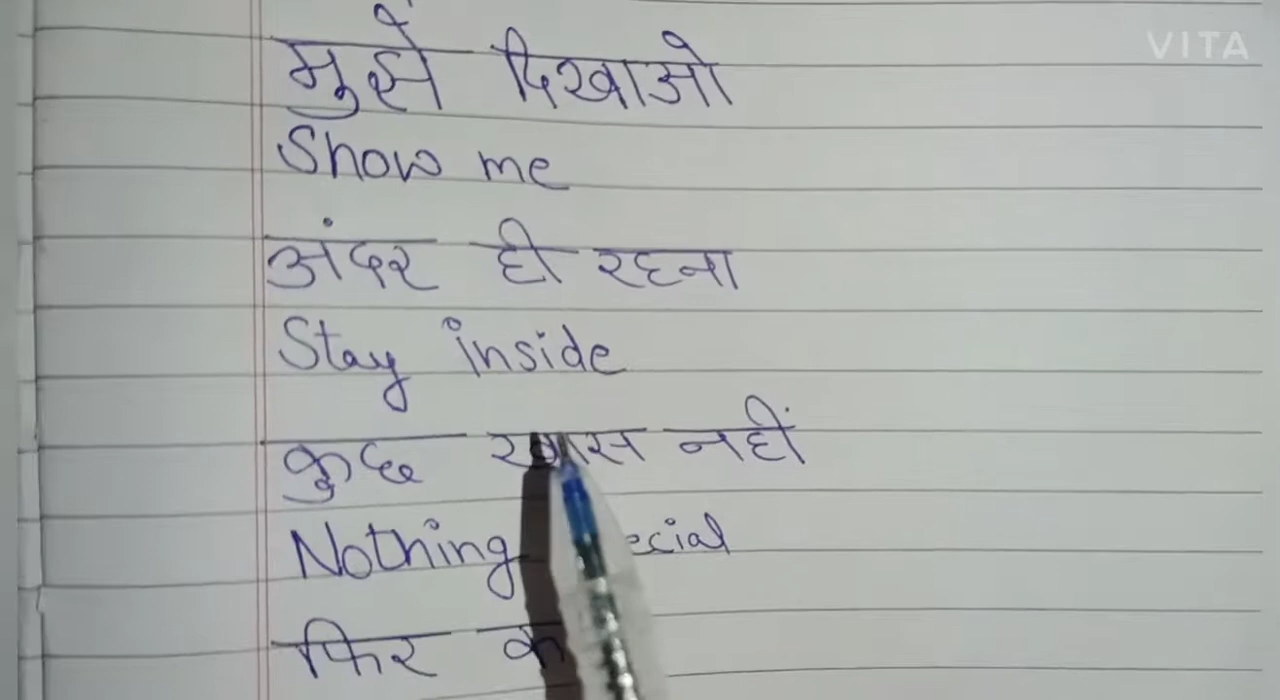 VITA
मुझे दिखाओ
Show me
अंदर ही रहना
Stay inside
कुछ खास नहीं
Nothing
फिर